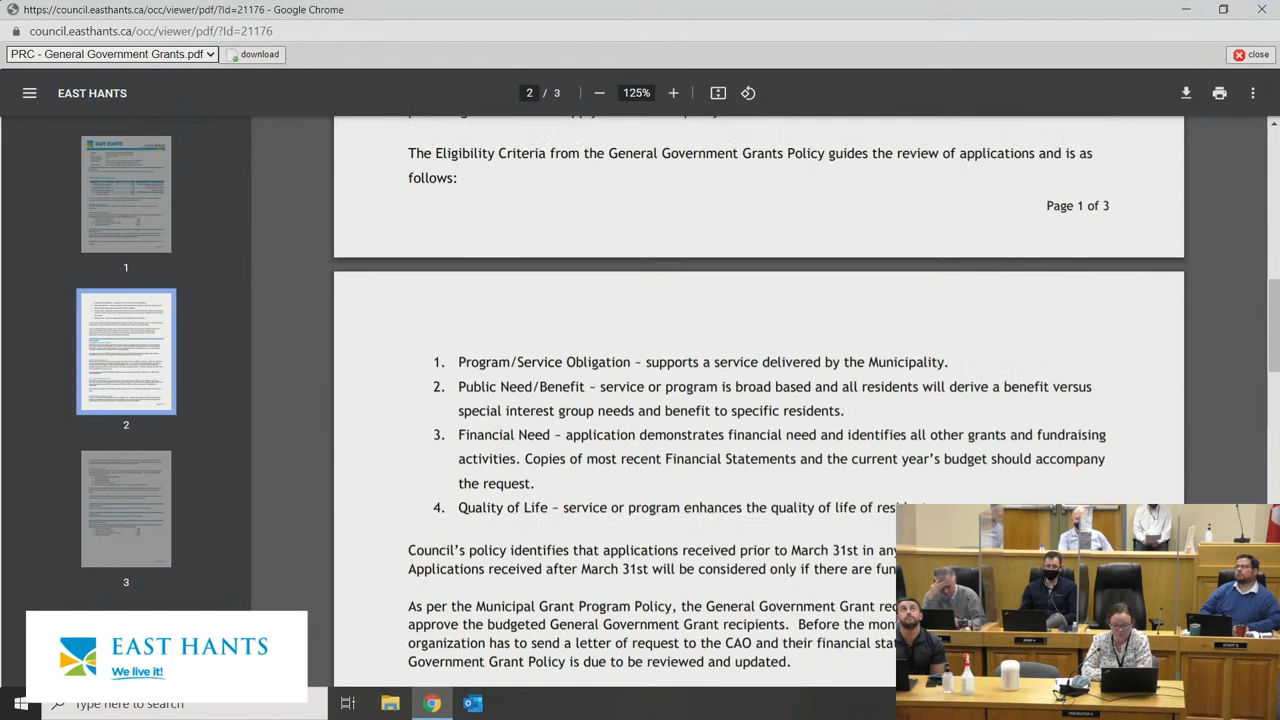 https://council.easthants.ca/occ/viewer/pdf/?Id=21176 - Google Chrome
council.easthants.ca/occ/viewer/pdf/?Id=21176
PRC - General Government Grants.pdf
download
close
EAST HANTS
2 / 3
125%
The Eligibility Criteria from the General Government Grants Policy guides the review of applications and is as
follows:
Page 1 of 3
1
2
3
1. Program/Service Obligation – supports a service delivered by the Municipality.
2. Public Need/Benefit – service or program is broad based and all residents will derive a benefit versus
special interest group needs and benefit to specific residents.
3. Financial Need – application demonstrates financial need and identifies all other grants and fundraising
activities. Copies of most recent Financial Statements and the current year's budget should accompany
the request.
4. Quality of Life – service or program enhances the quality of life of
Council's policy identifies that applications received prior to March 31st in
Applications received after March 31st will be considered only if there are
As per the Municipal Grant Program Policy, the General Government Grant
approve the budgeted General Government Grant recipients. Before the
organization has to send a letter of request to the CAO and their financial
Government Grant Policy is due to be reviewed and updated.
EAST HANTS
We live it!
Type here to search